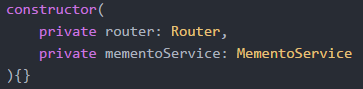 constructor(
    private router: Router,
    private mementoService: MementoService
){}